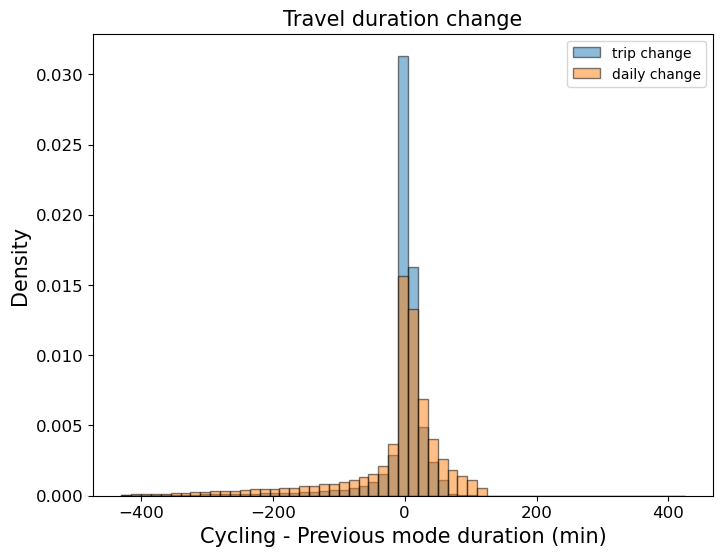 Travel duration change
trip change
daily change
Density
0.030
0.025
0.020
0.015
0.010
0.005
0.000
−400
−200
0
200
400
Cycling - Previous mode duration (min)